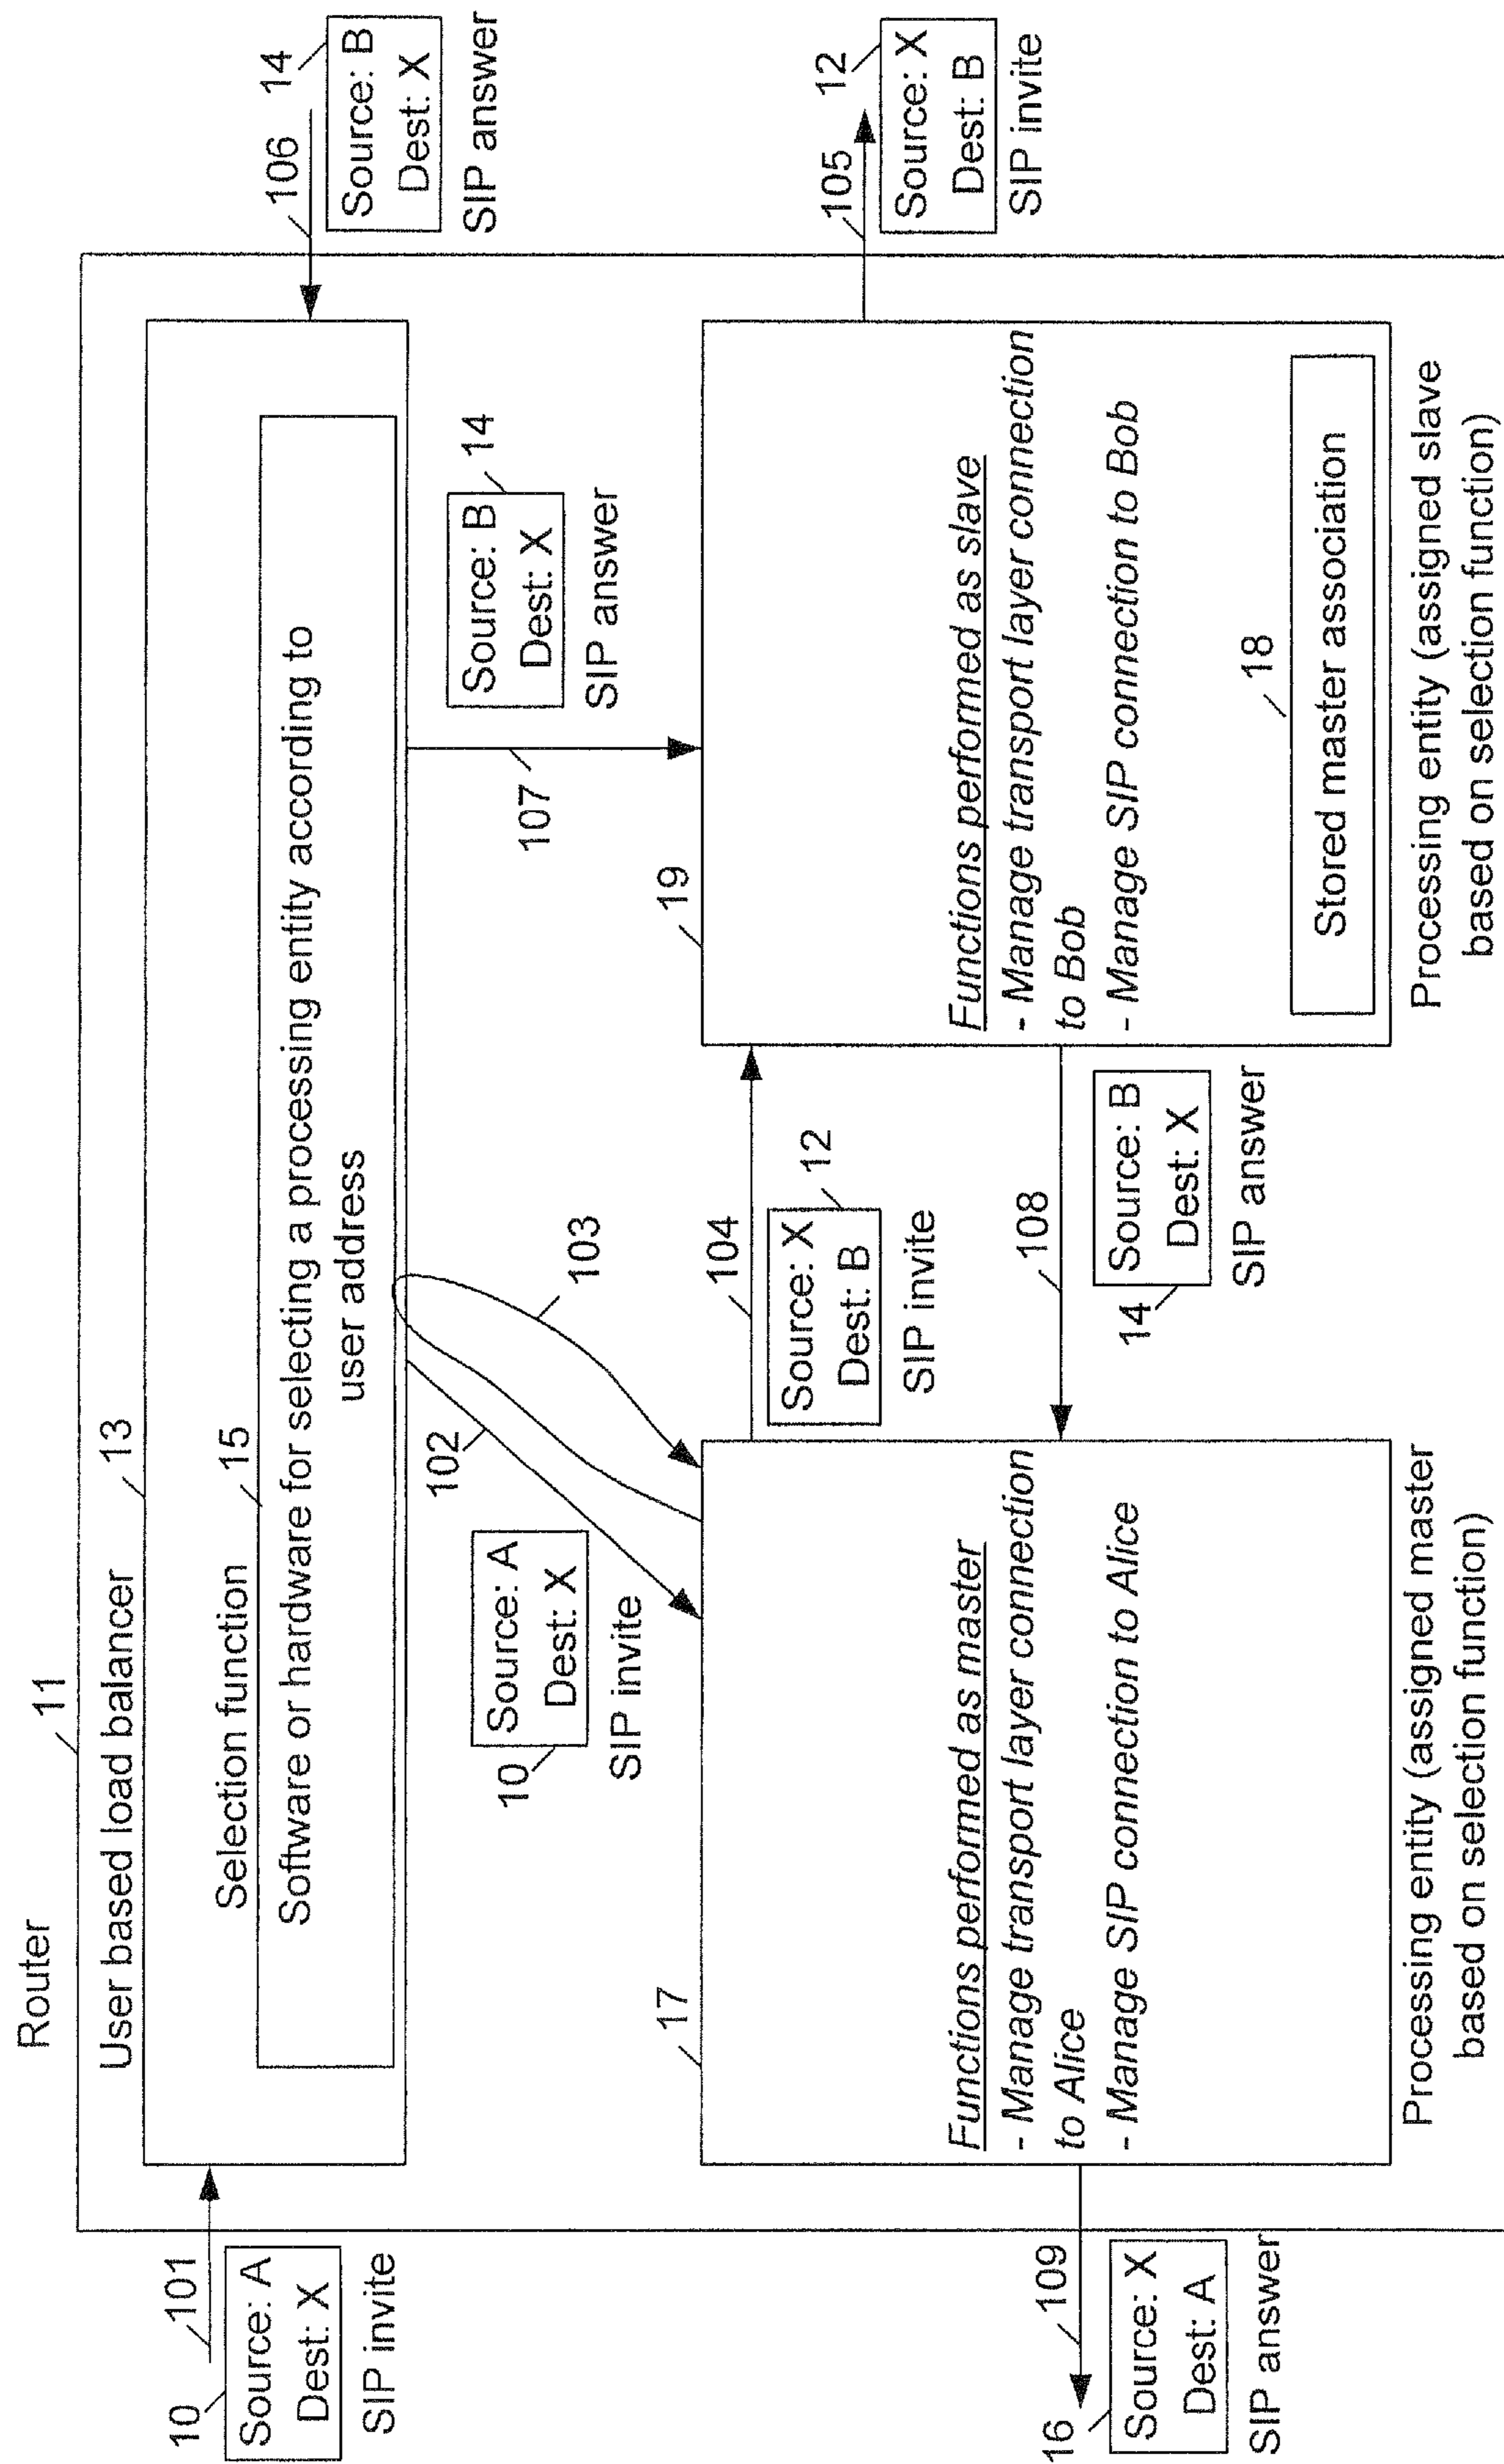 Router
11
User based load balancer
13
101
10
Source: A
Dest: X
SIP invite
Selection function
15
Software or hardware for selecting a processing entity according to
user address
106
14
Source: B
Dest: X
SIP answer
102
103
10
Source: A
Dest: X
SIP invite
107
Source: B
Dest: X
14
SIP answer
17
Functions performed as master
- Manage transport layer connection
to Alice
- Manage SIP connection to Alice
Processing entity (assigned master
based on selection function)
104
Source: X
Dest: B
12
SIP invite
108
14
Source: B
Dest: X
SIP answer
19
Functions performed as slave
- Manage transport layer connection
to Bob
- Manage SIP connection to Bob
18
Stored master association
Processing entity (assigned slave
based on selection function)
105
12
Source: X
Dest: B
SIP invite
109
16
Source: X
Dest: A
SIP answer